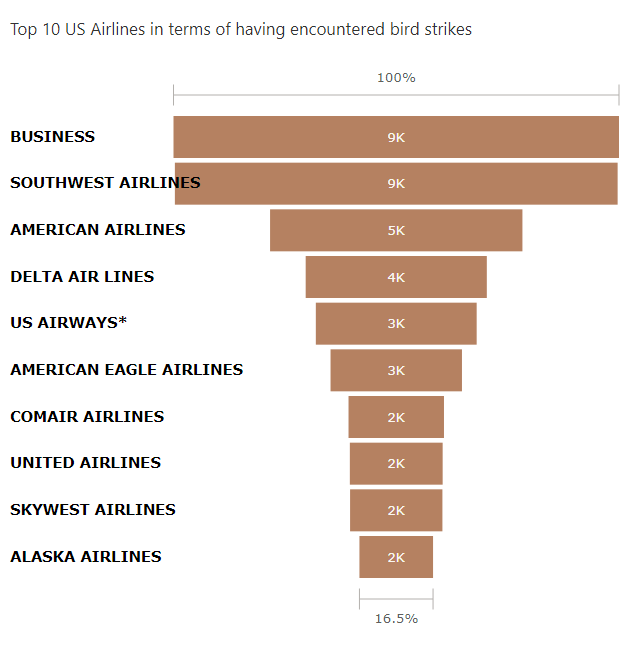 Top 10 US Airlines in terms of having encountered bird strikes
100%
BUSINESS 9K
SOUTHWEST AIRLINES 9K
AMERICAN AIRLINES 5K
DELTA AIR LINES 4K
US AIRWAYS* 3K
AMERICAN EAGLE AIRLINES 3K
COMAIR AIRLINES 2K
UNITED AIRLINES 2K
SKYWEST AIRLINES 2K
ALASKA AIRLINES 2K
16.5%